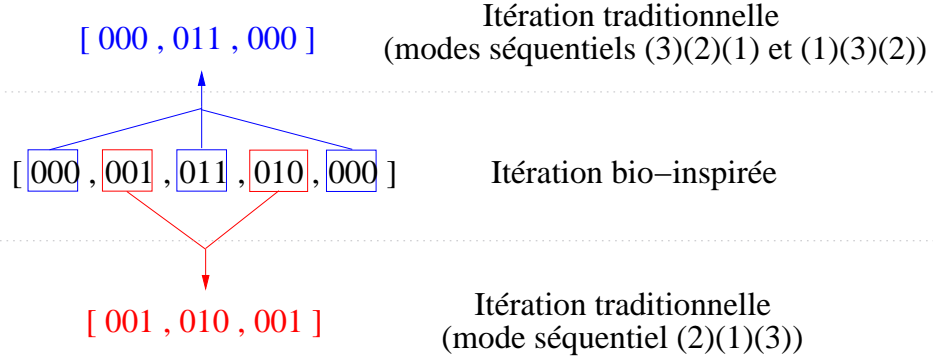 [ 000 , 011 , 000 ]
Itération traditionnelle
(modes séquentiels (3)(2)(1) et (1)(3)(2))
[ 000 , 001 , 011 , 010 , 000 ]
Itération bio−inspirée
[ 001 , 010 , 001 ]
Itération traditionnelle
(mode séquentiel (2)(1)(3))